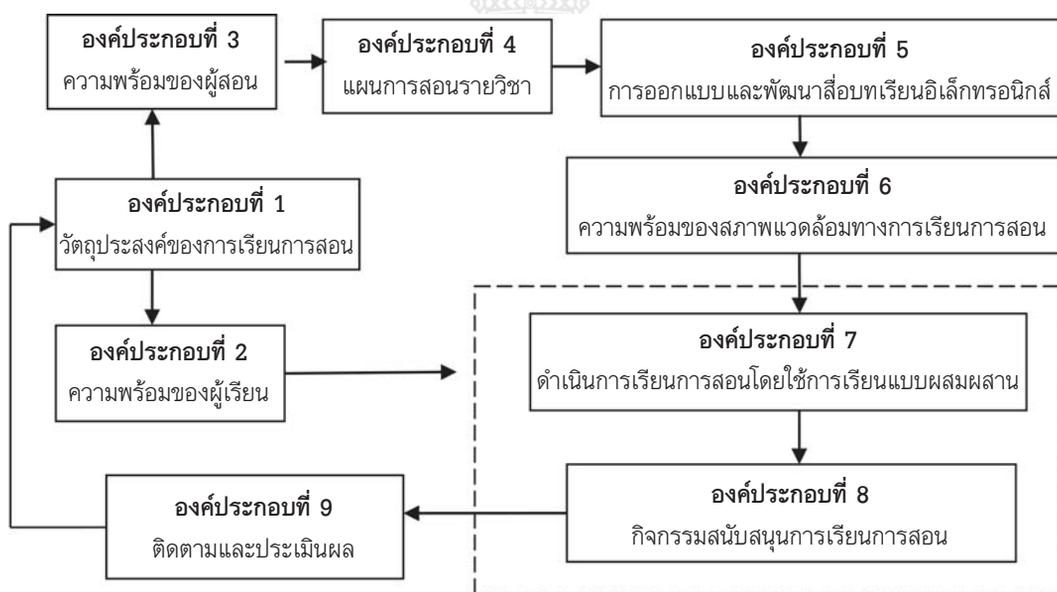 องค์ประกอบที่ 3
ความพร้อมของผู้สอน
องค์ประกอบที่ 4
แผนการสอนรายวิชา
องค์ประกอบที่ 5
การออกแบบและพัฒนาสื่อบทเรียนอิเล็กทรอนิกส์
องค์ประกอบที่ 1
วัตถุประสงค์ของการเรียนการสอน
องค์ประกอบที่ 6
ความพร้อมของสภาพแวดล้อมทางการเรียนการสอน
องค์ประกอบที่ 2
ความพร้อมของผู้เรียน
องค์ประกอบที่ 7
ดำเนินการเรียนการสอนโดยใช้การเรียนแบบผสมผสาน
องค์ประกอบที่ 9
ติดตามและประเมินผล
องค์ประกอบที่ 8
กิจกรรมสนับสนุนการเรียนการสอน